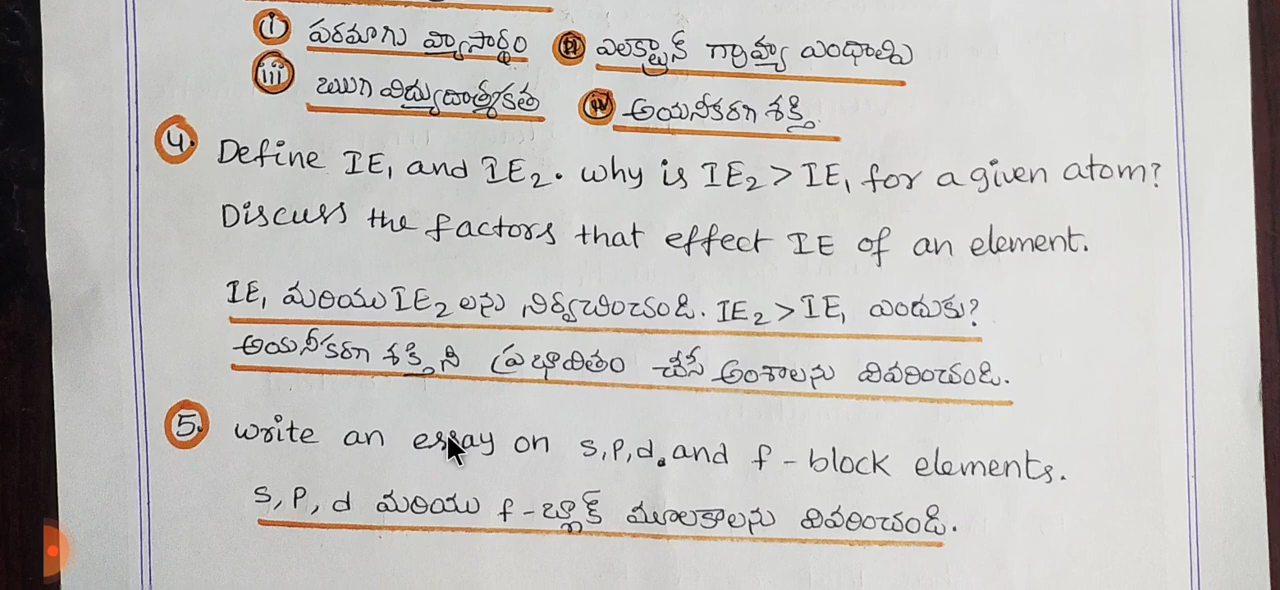 i పరమాణు వ్యాసార్థం ii ఎలక్ట్రాన్ గ్రాహ్య ఎంథాల్పి
iii ఋణ విద్యుదాత్మకత iv అయనీకరణ శక్తి.
4. Define IE₁ and IE₂. why is IE₂ > IE₁ for a given atom?
Discuss the factors that effect IE of an element.
IE₁ మరియు IE₂ లను నిర్వచించండి. IE₂ > IE₁ ఎందుకు?
అయనీకరణ శక్తిని ప్రభావితం చేసే అంశాలను వివరించండి.
5. write an essay on s, p, d, and f - block elements.
s, p, d మరియు f - బ్లాక్ మూలకాలను వివరించండి.